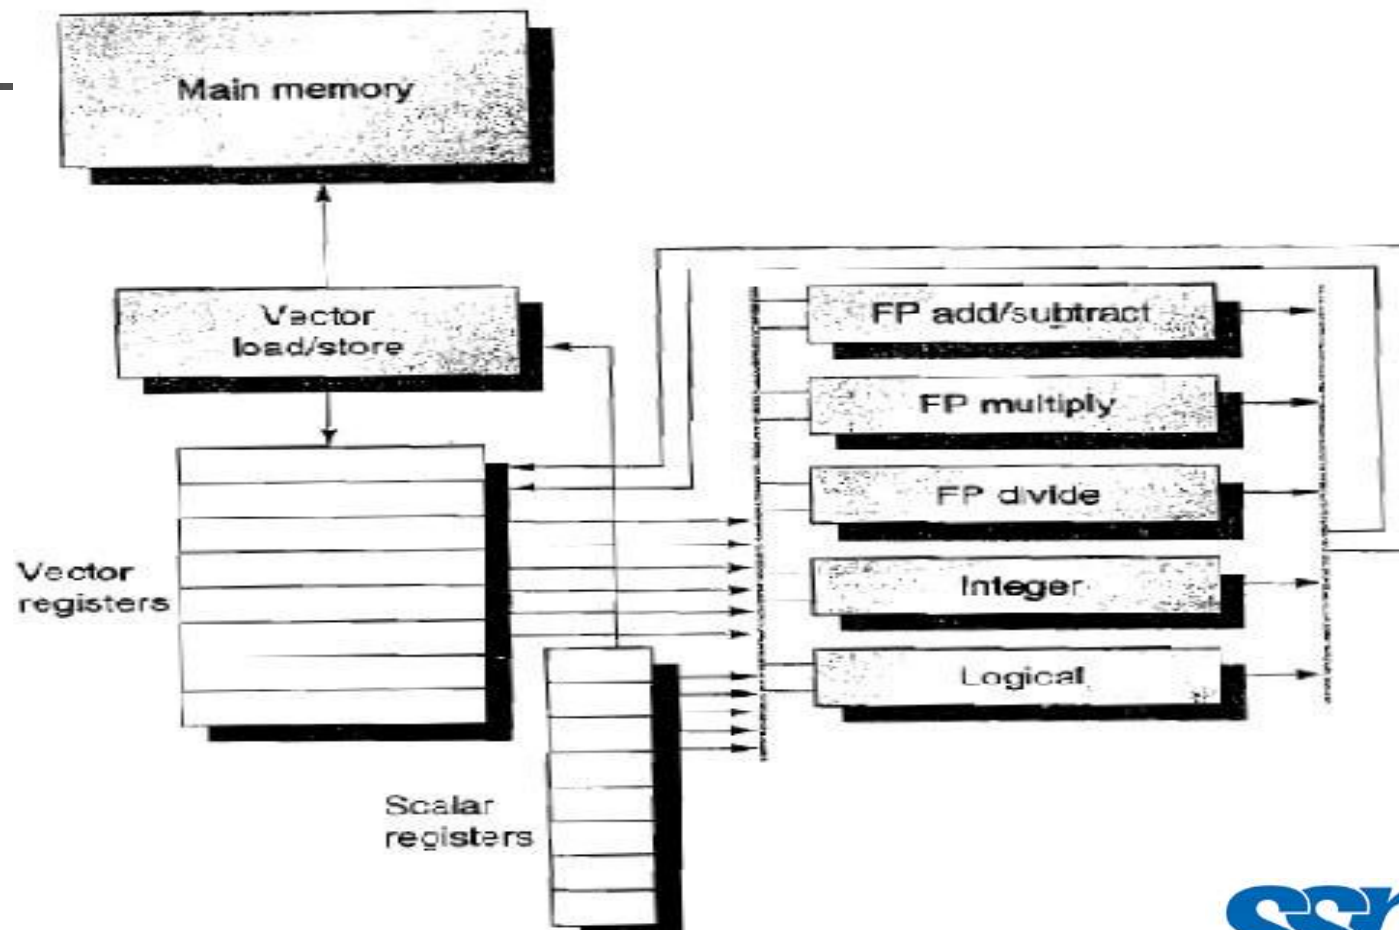 Main memory
Vector
load/store
FP add/subtract
FP multiply
FP divide
Integer
Logical
Vector
registers
Scalar
registers